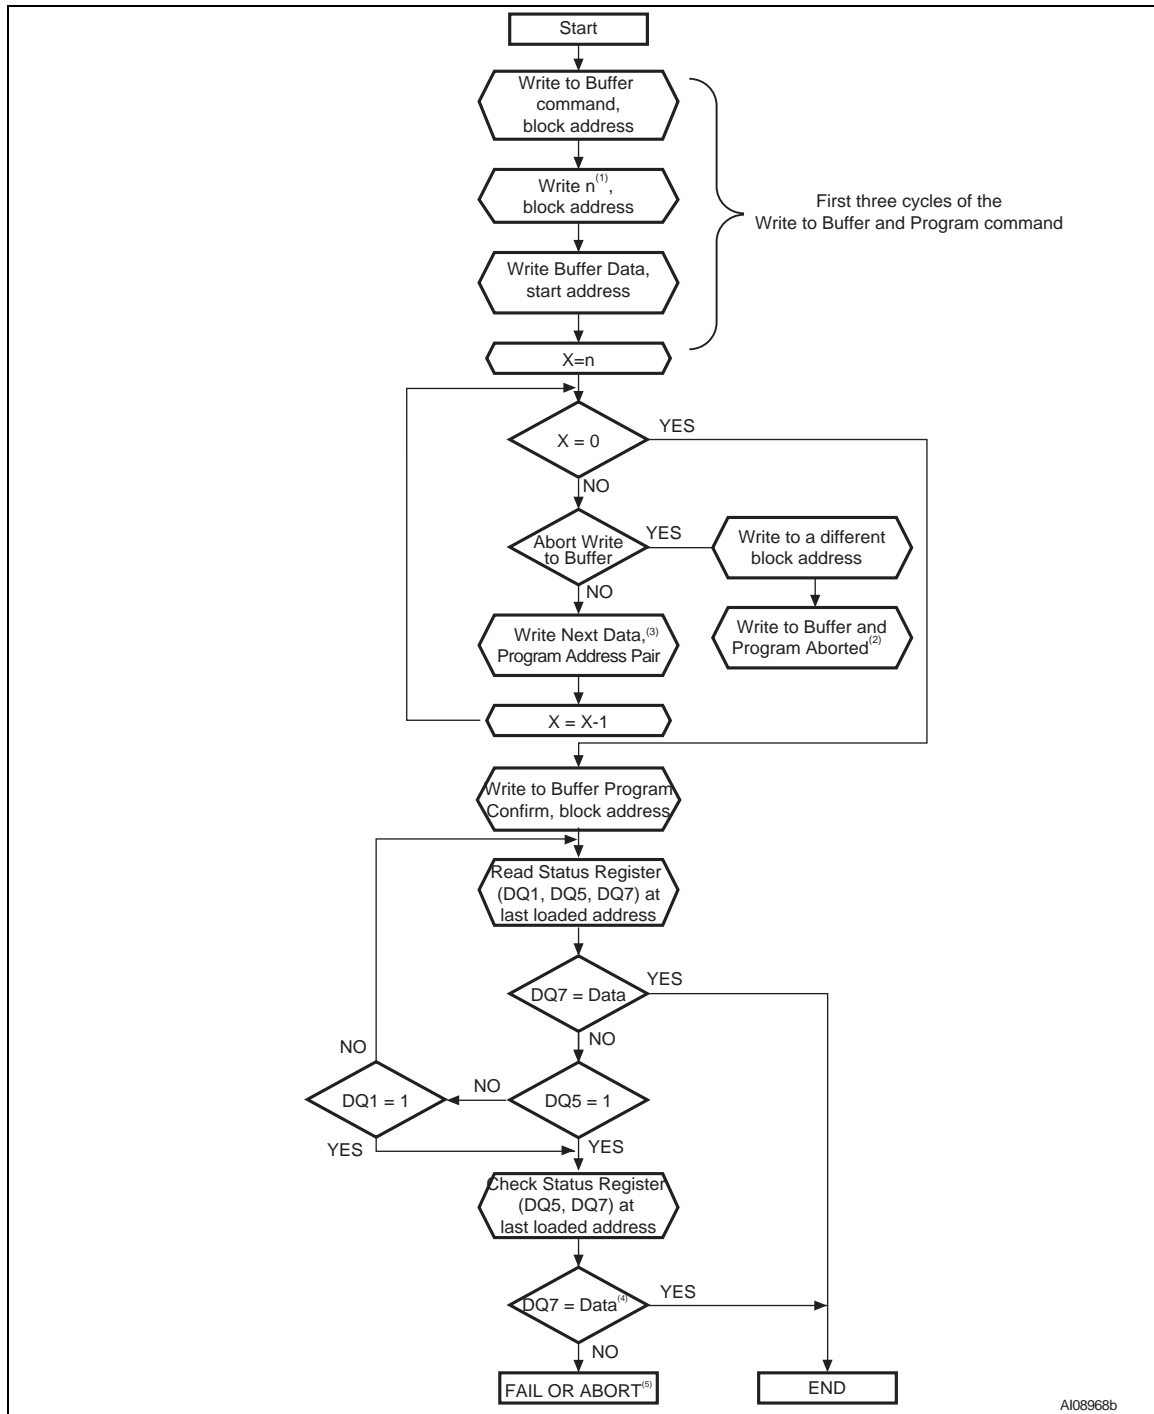 Start
Write to Buffer
command,
block address
Write n(1),
block address
First three cycles of the
Write to Buffer and Program command
Write Buffer Data,
start address
X=n
X = 0
YES
NO
Abort Write
to Buffer
YES
Write to a different
block address
NO
Write Next Data,(3)
Program Address Pair
Write to Buffer and
Program Aborted(2)
X = X-1
Write to Buffer Program
Confirm, block address
Read Status Register
(DQ1, DQ5, DQ7) at
last loaded address
DQ7 = Data
YES
NO
NO
DQ1 = 1
NO
DQ5 = 1
YES
YES
Check Status Register
(DQ5, DQ7) at
last loaded address
DQ7 = Data(4)
YES
NO
FAIL OR ABORT(5)
END
AI08968b